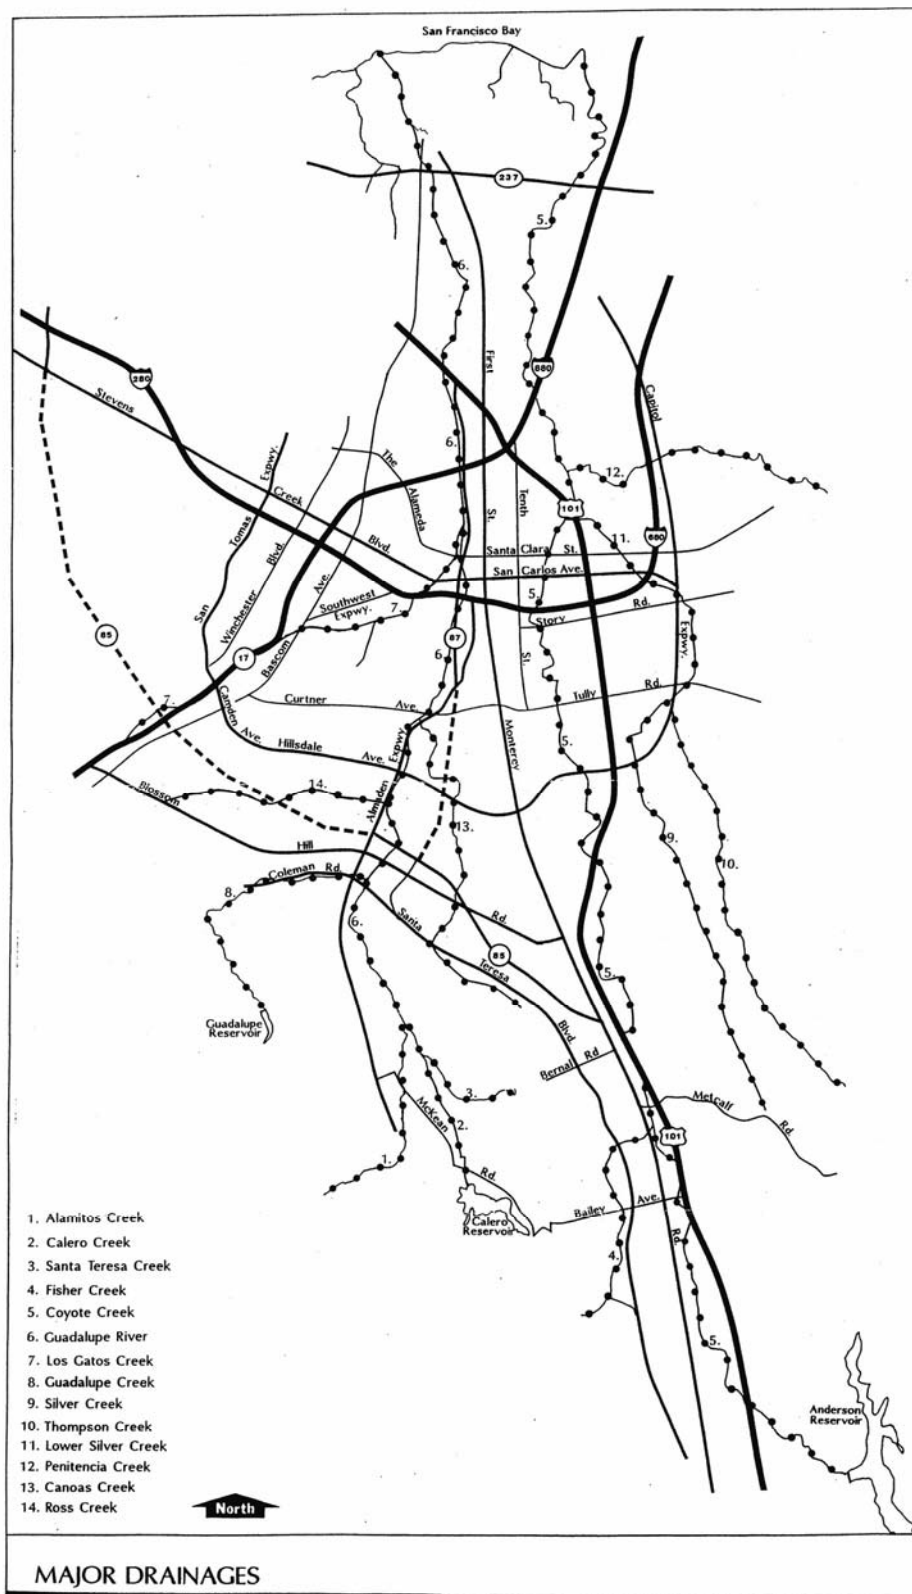 San Francisco Bay
237
5.
6.
First
880
280
Capitol
Stevens
6.
The
Expwy.
12.
Creek
Alameda
St.
Tenth
101
Tomas
Blvd.
Blvd.
11.
680
Santa Clara St.
San Carlos Ave.
San
Winchester
Ave.
Southwest
Expwy.
7.
5.
Rd.
Story
85
87
Expwy.
17
Bascom
6.
St.
7.
Camden
Curtner Ave.
Tully Rd.
Ave.
Hillsdale Ave.
Expwy
Monterey
5.
Blossom
14.
Almaden
13.
9.
Hill
10.
Coleman Rd.
8.
6.
Santa
Rd.
85
Teresa
5.
Guadalupe
Reservoir
Blvd.
Bernal Rd
3.
McKean
2.
Metcalf
Rd.
101
1.
Rd.
Bailey Ave.
Calero
Reservoir
Rd.
4.
5.
Anderson
Reservoir
1. Alamitos Creek
2. Calero Creek
3. Santa Teresa Creek
4. Fisher Creek
5. Coyote Creek
6. Guadalupe River
7. Los Gatos Creek
8. Guadalupe Creek
9. Silver Creek
10. Thompson Creek
11. Lower Silver Creek
12. Penitencia Creek
13. Canoas Creek
14. Ross Creek
North
MAJOR DRAINAGES